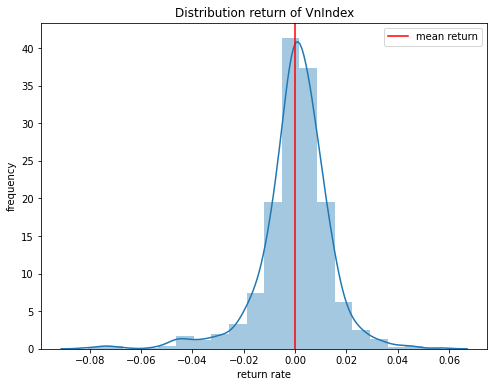 Distribution return of VnIndex
mean return
frequency
40
35
30
25
20
15
10
5
0
−0.08 −0.06 −0.04 −0.02 0.00 0.02 0.04 0.06
return rate